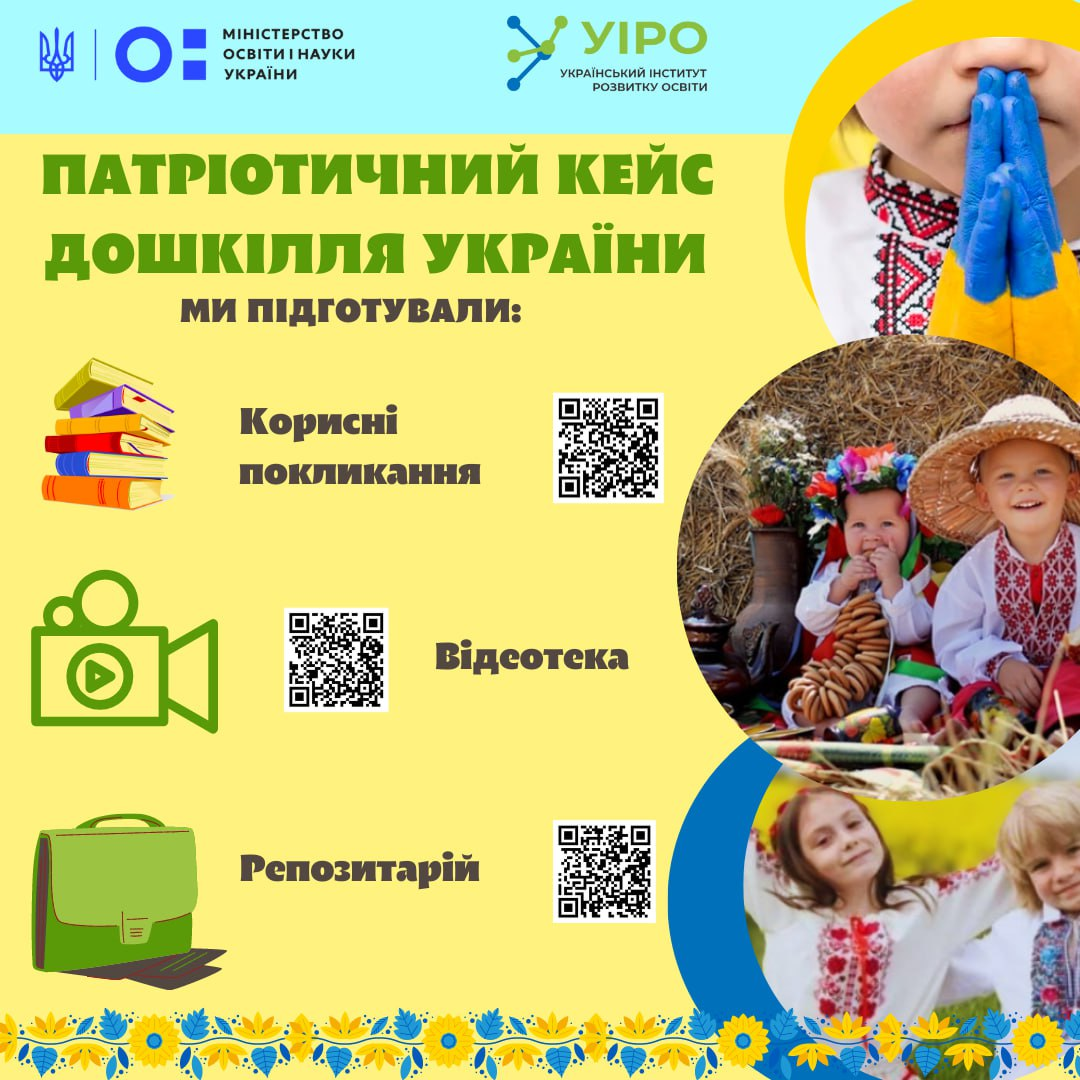 МІНІСТЕРСТВО
ОСВІТИ І НАУКИ
УКРАЇНИ
УІРО
УКРАЇНСЬКИЙ ІНСТИТУТ
РОЗВИТКУ ОСВІТИ
ПАТРІОТИЧНИЙ КЕЙС
ДОШКІЛЛЯ УКРАЇНИ
МИ ПІДГОТУВАЛИ:
Корисні
покликання
Відеотека
Репозитарій